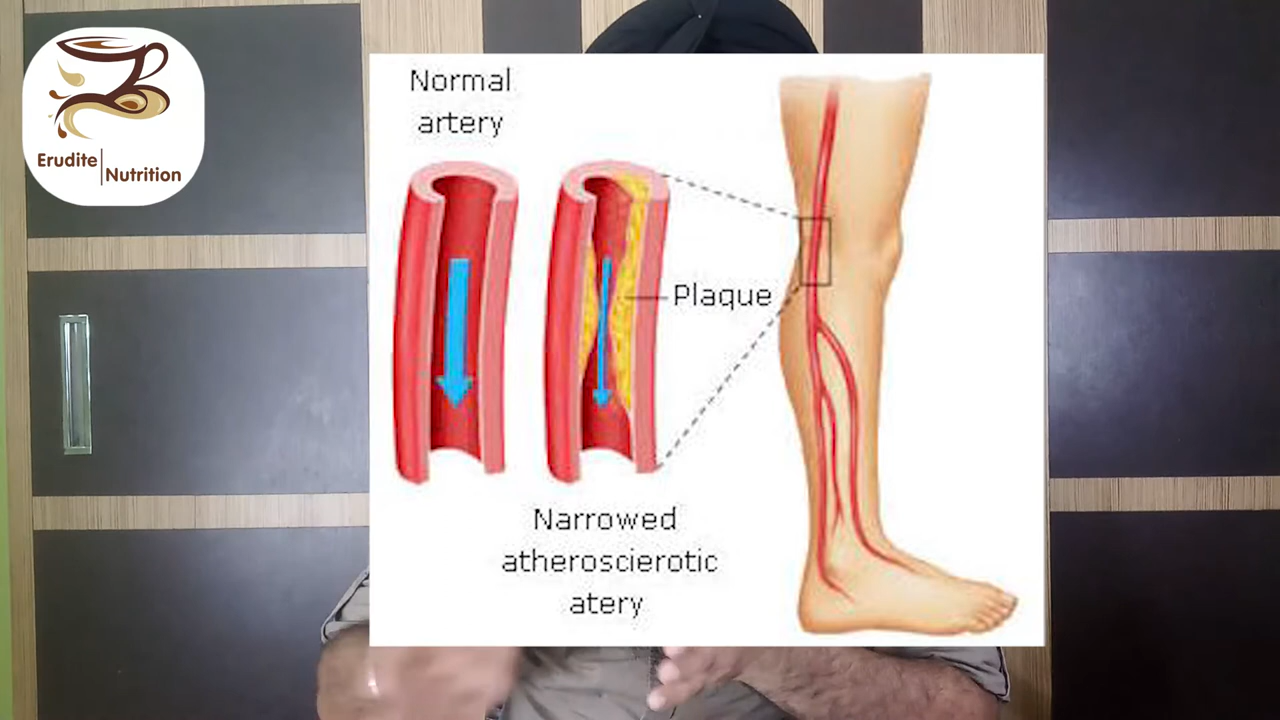 Erudite
Nutrition
Normal
artery
Plaque
Narrowed
atheroscierotic
atery